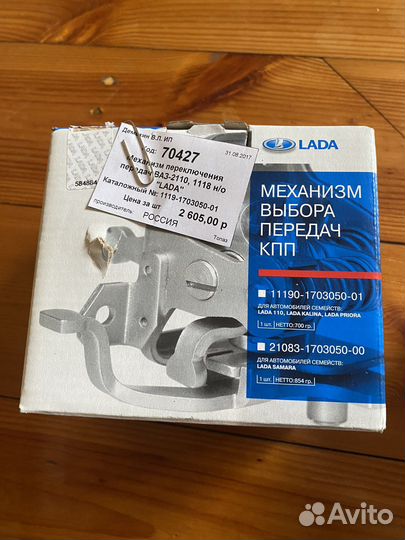 Демягин В.Л. ИП
31.08.2017
Код: 70427
Механизм переключения
передач ВАЗ-2110, 1118 н/о
"LADA"
Каталожный №: 1119-1703050-01
Цена за шт 2 605,00 р
производитель: РОССИЯ
Топаз
LADA
МЕХАНИЗМ
ВЫБОРА
ПЕРЕДАЧ
КПП
11190-1703050-01
ДЛЯ АВТОМОБИЛЕЙ СЕМЕЙСТВ:
LADA 110, LADA KALINA, LADA PRIORA
1 шт. НЕТТО: 700 гр.
21083-1703050-00
ДЛЯ АВТОМОБИЛЕЙ СЕМЕЙСТВ:
LADA SAMARA
1 шт. НЕТТО: 854 гр.
Avito